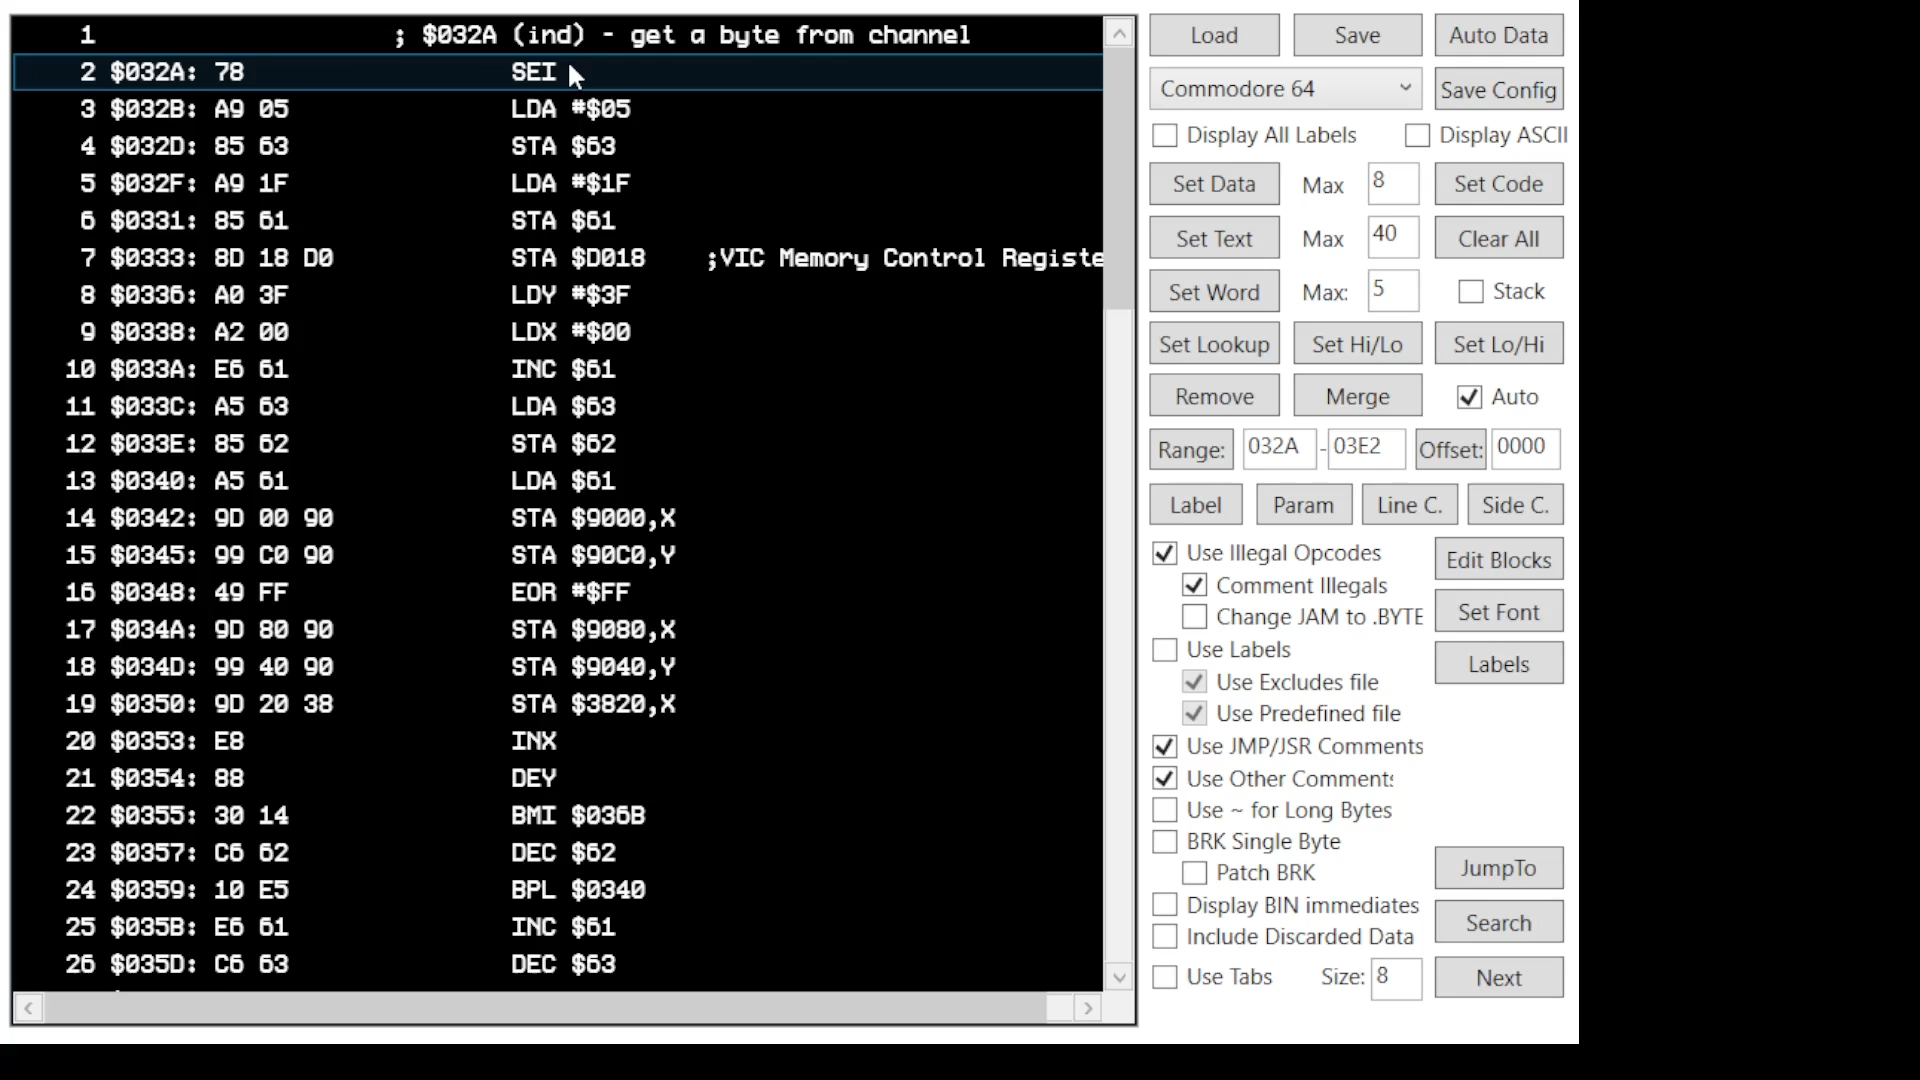 1 ; $032A (ind) - get a byte from channel
2 $032A: 78 SEI
3 $032B: A9 05 LDA #$05
4 $032D: 85 63 STA $63
5 $032F: A9 1F LDA #$1F
6 $0331: 85 61 STA $61
7 $0333: 8D 18 D0 STA $D018 ;VIC Memory Control Registe
8 $0336: A0 3F LDY #$3F
9 $0338: A2 00 LDX #$00
10 $033A: E6 61 INC $61
11 $033C: A5 63 LDA $63
12 $033E: 85 62 STA $62
13 $0340: A5 61 LDA $61
14 $0342: 9D 00 90 STA $9000,X
15 $0345: 99 C0 90 STA $90C0,Y
16 $0348: 49 FF EOR #$FF
17 $034A: 9D 80 90 STA $9080,X
18 $034D: 99 40 90 STA $9040,Y
19 $0350: 9D 20 38 STA $3820,X
20 $0353: E8 INX
21 $0354: 88 DEY
22 $0355: 30 14 BMI $036B
23 $0357: C6 62 DEC $62
24 $0359: 10 E5 BPL $0340
25 $035B: E6 61 INC $61
26 $035D: C6 63 DEC $63
Load Save Auto Data
Commodore 64 Save Config
Display All Labels Display ASCII
Set Data Max 8 Set Code
Set Text Max 40 Clear All
Set Word Max: 5 Stack
Set Lookup Set Hi/Lo Set Lo/Hi
Remove Merge Auto
Range: 032A - 03E2 Offset: 0000
Label Param Line C. Side C.
Use Illegal Opcodes Edit Blocks
Comment Illegals
Change JAM to .BYTE Set Font
Use Labels Labels
Use Excludes file
Use Predefined file
Use JMP/JSR Comments
Use Other Comments
Use ~ for Long Bytes
BRK Single Byte
Patch BRK JumpTo
Display BIN immediates
Include Discarded Data Search
Use Tabs Size: 8 Next